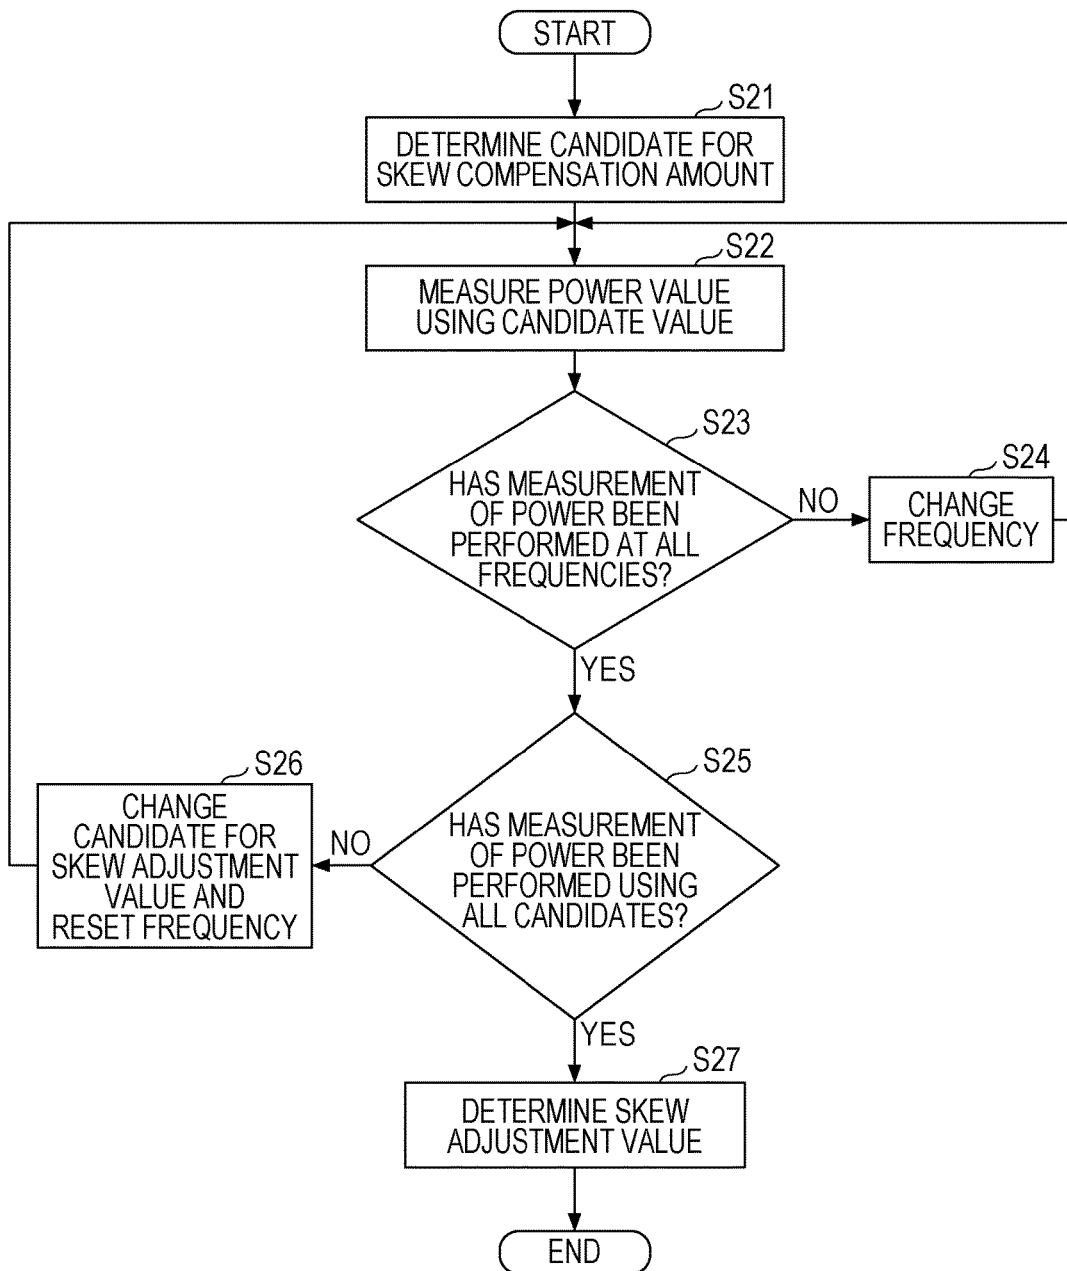 START
S21
DETERMINE CANDIDATE FOR
SKEW COMPENSATION AMOUNT
S22
MEASURE POWER VALUE
USING CANDIDATE VALUE
S23
HAS MEASUREMENT
OF POWER BEEN
PERFORMED AT ALL
FREQUENCIES?
NO
S24
CHANGE
FREQUENCY
YES
S25
HAS MEASUREMENT
OF POWER BEEN
PERFORMED USING
ALL CANDIDATES?
NO
S26
CHANGE
CANDIDATE FOR
SKEW ADJUSTMENT
VALUE AND
RESET FREQUENCY
YES
S27
DETERMINE SKEW
ADJUSTMENT VALUE
END